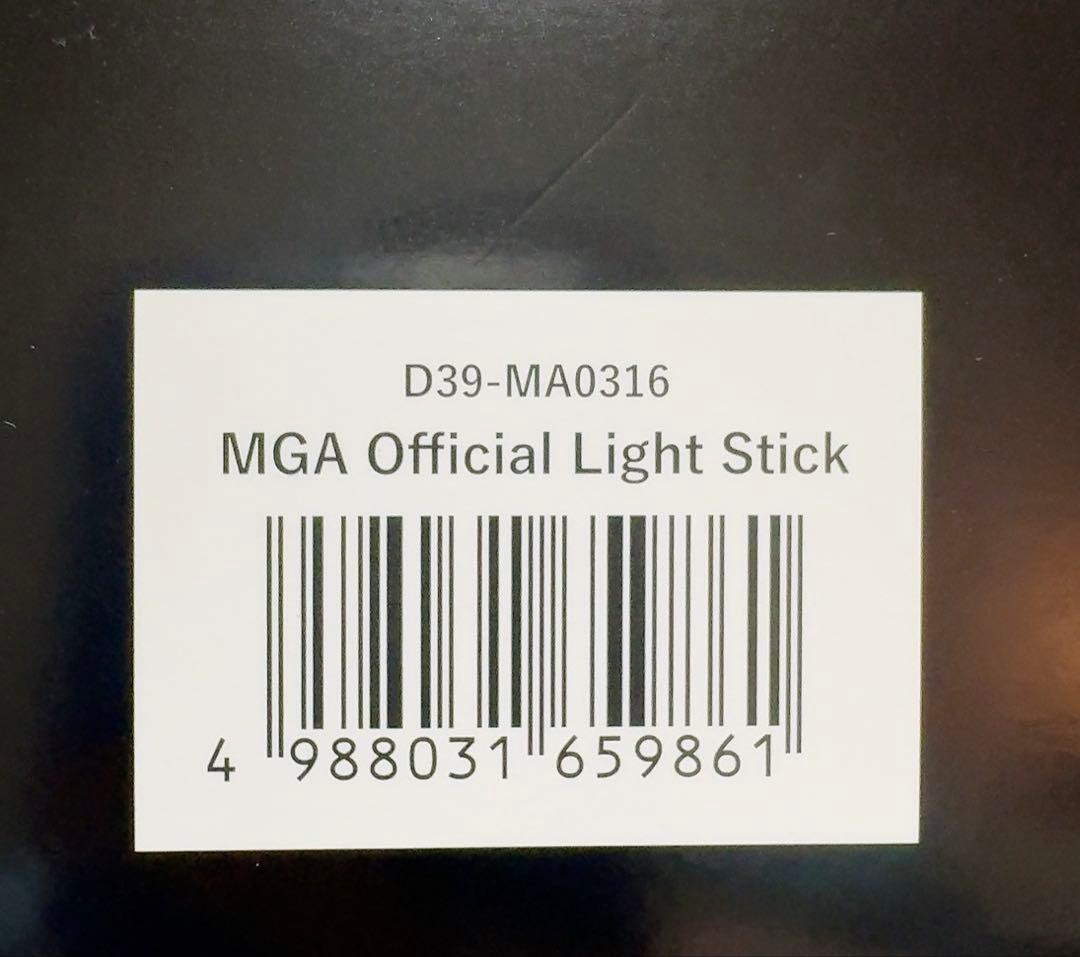 D39-MA0316
MGA Official Light Stick
4 988031 659861